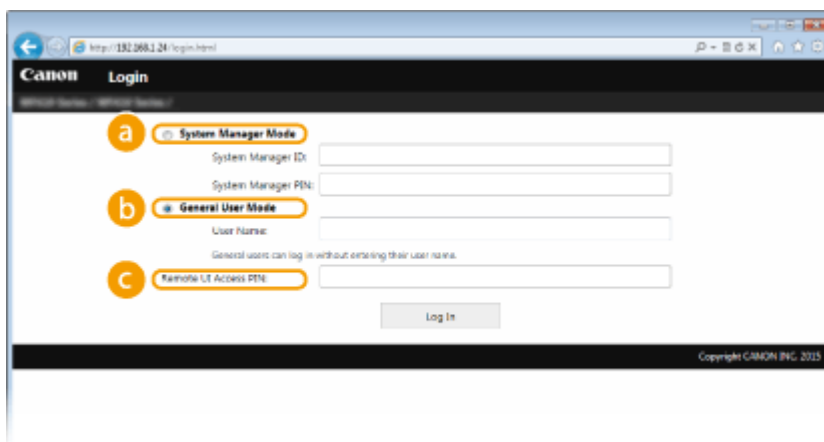 http://192.168.1.24/login.html
Canon Login
a System Manager Mode
System Manager ID:
System Manager PIN:
b General User Mode
User Name:
General users can log in without entering their user name.
c Remote UI Access PIN:
Log In
Copyright CANON INC. 2015